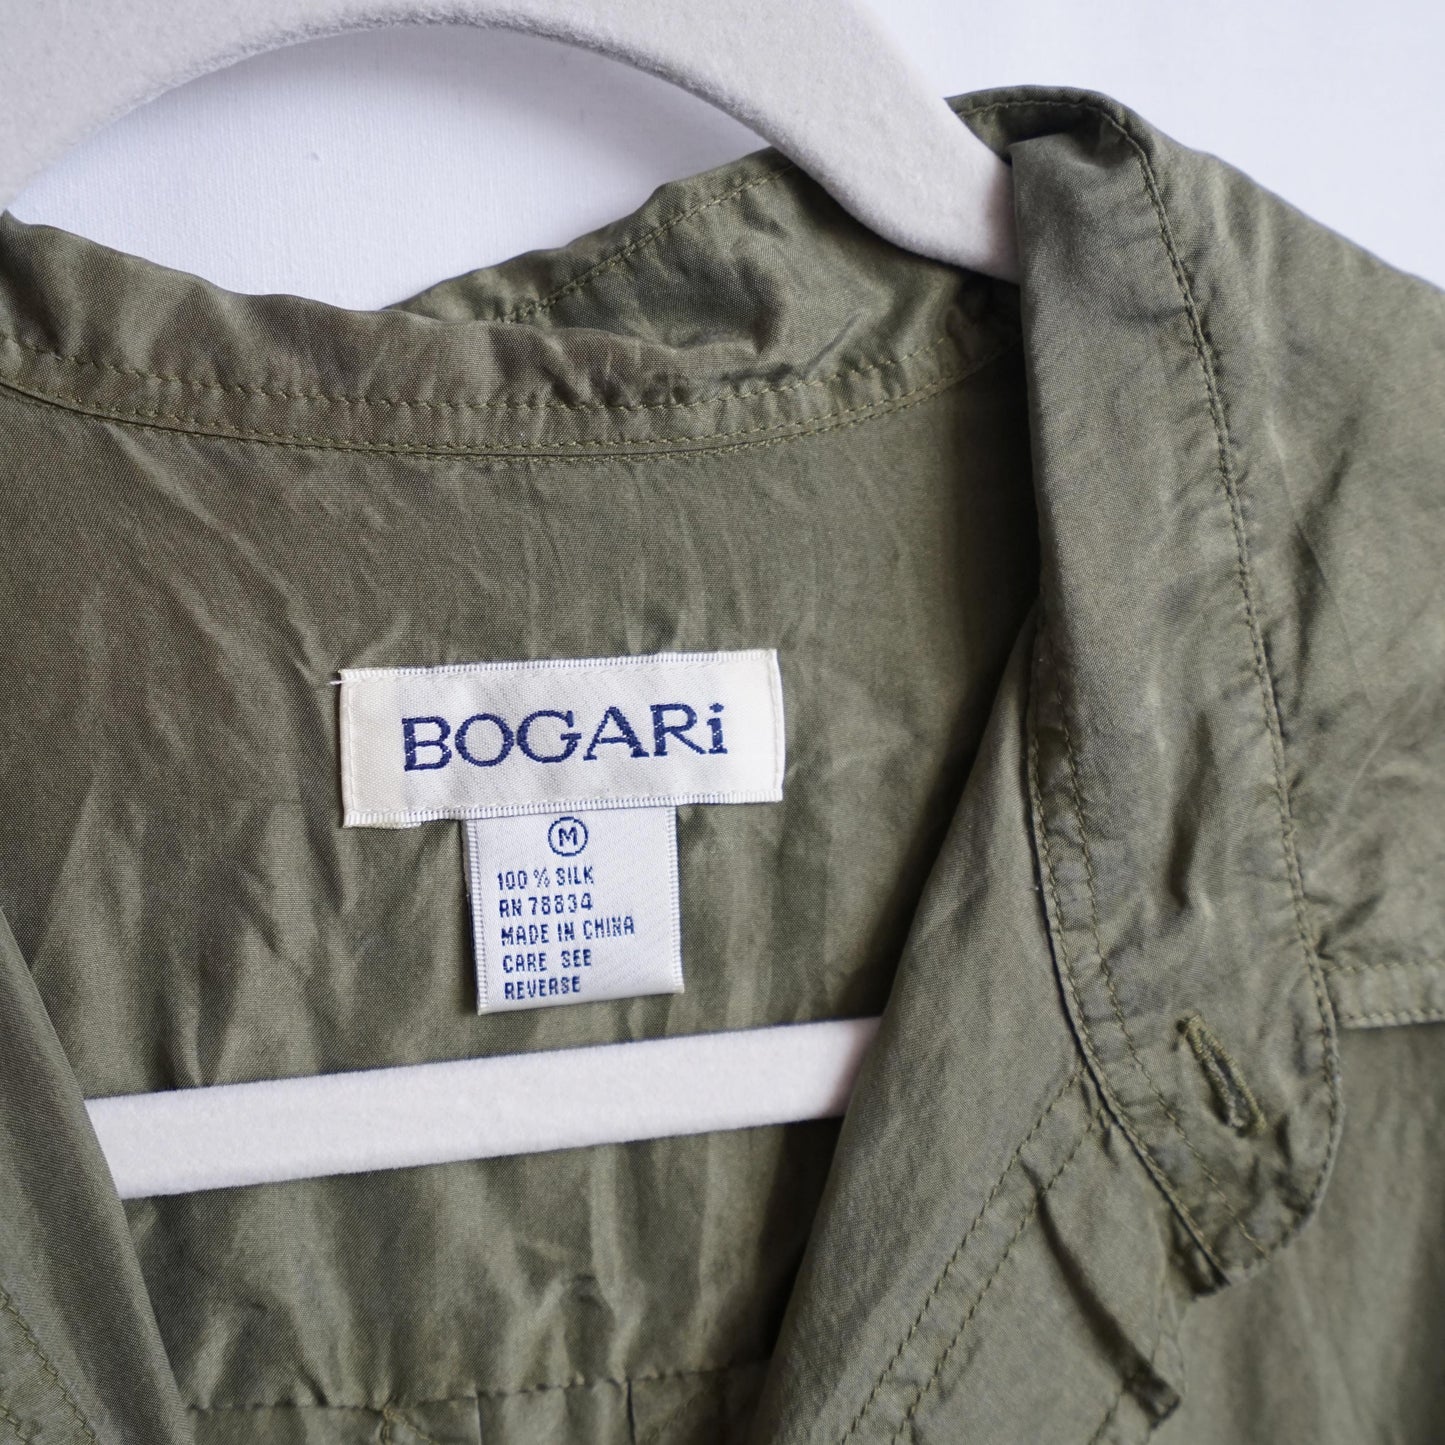 BOGARi
M
100 % SILK
RN 78834
MADE IN CHINA
CARE SEE
REVERSE